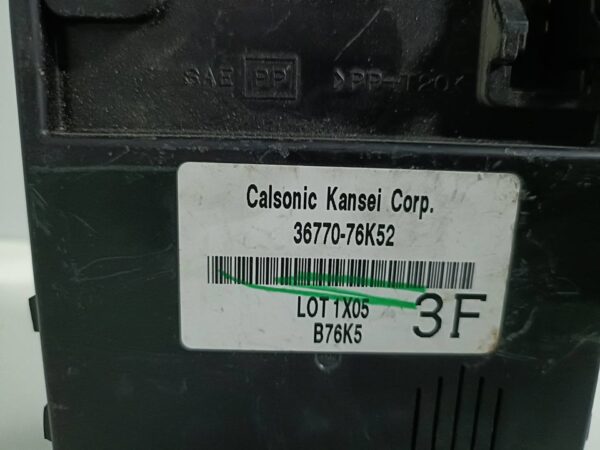 SAE PP >PP-T20<
Calsonic Kansei Corp.
36770-76K52
LOT 1X05
B76K5
3F